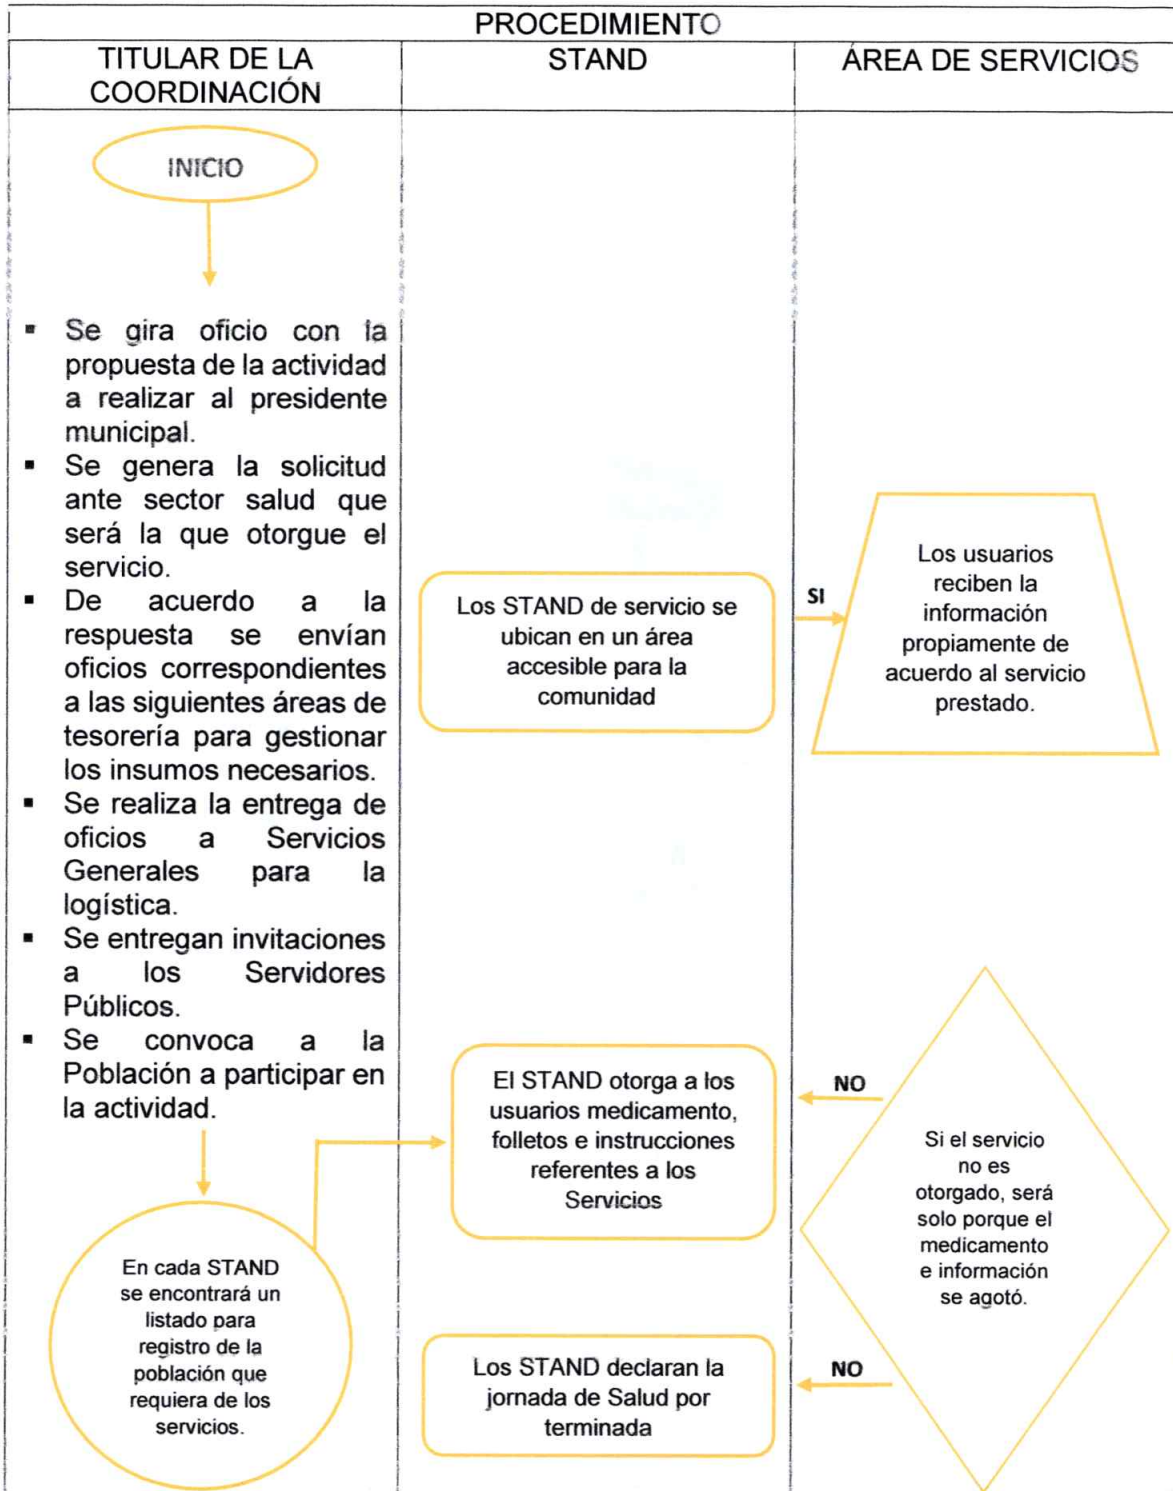 PROCEDIMIENTO
TITULAR DE LA
COORDINACIÓN
STAND
ÁREA DE SERVICIOS
INICIO
▪ Se gira oficio con la
propuesta de la actividad
a realizar al presidente
municipal.
▪ Se genera la solicitud
ante sector salud que
será la que otorgue el
servicio.
▪ De acuerdo a la
respuesta se envían
oficios correspondientes
a las siguientes áreas de
tesorería para gestionar
los insumos necesarios.
▪ Se realiza la entrega de
oficios a Servicios
Generales para la
logística.
▪ Se entregan invitaciones
a los Servidores
Públicos.
▪ Se convoca a la
Población a participar en
la actividad.
En cada STAND
se encontrará un
listado para
registro de la
población que
requiera de los
servicios.
Los STAND de servicio se
ubican en un área
accesible para la
comunidad
SI
Los usuarios
reciben la
información
propiamente de
acuerdo al servicio
prestado.
El STAND otorga a los
usuarios medicamento,
folletos e instrucciones
referentes a los
Servicios
NO
Si el servicio
no es
otorgado, será
solo porque el
medicamento
e información
se agotó.
Los STAND declaran la
jornada de Salud por
terminada
NO